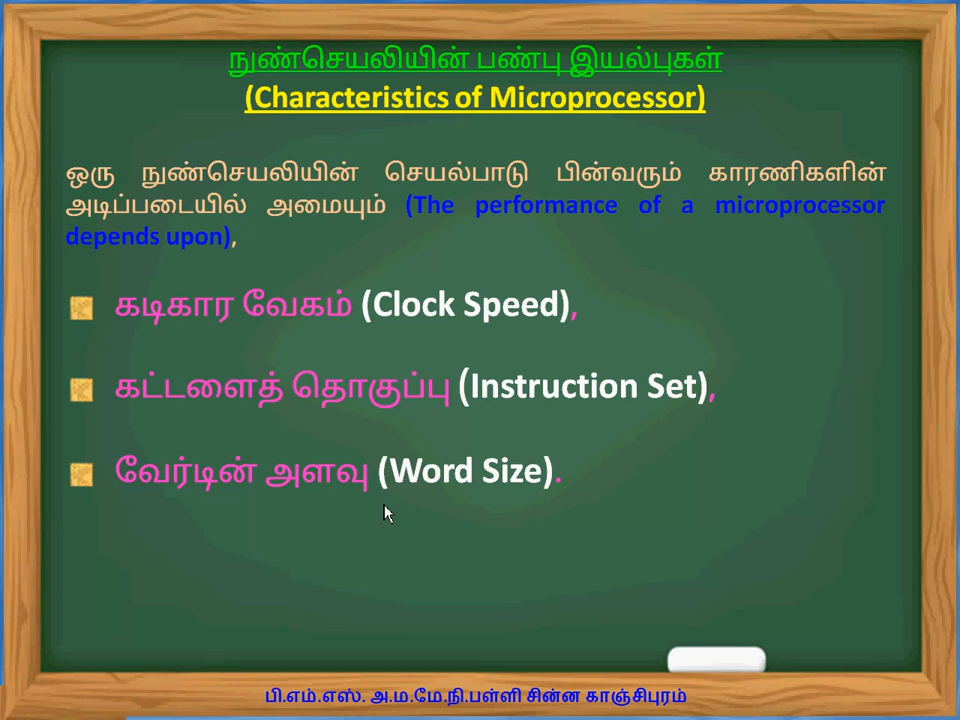 நுண்செயலியின் பண்பு இயல்புகள்
(Characteristics of Microprocessor)
ஒரு நுண்செயலியின் செயல்பாடு பின்வரும் காரணிகளின்
அடிப்படையில் அமையும் (The performance of a microprocessor
depends upon),
கடிகார வேகம் (Clock Speed),
கட்டளைத் தொகுப்பு (Instruction Set),
வேர்டின் அளவு (Word Size).
பி.எம்.எஸ். அ.ம.மே.நி.பள்ளி சின்ன காஞ்சிபுரம்